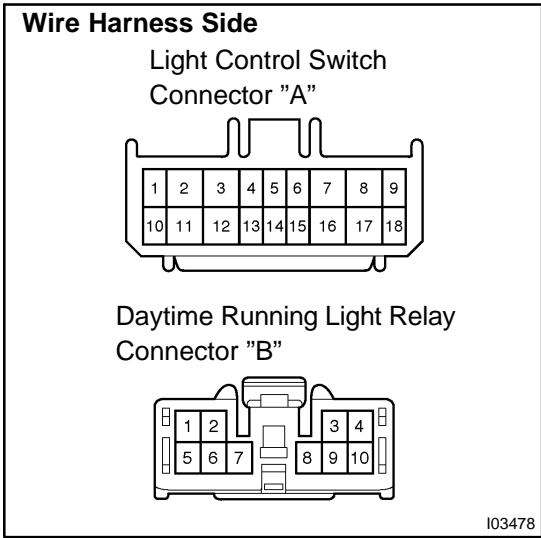 Wire Harness Side
Light Control Switch
Connector ”A”
1 2 3 4 5 6 7 8 9
10 11 12 13 14 15 16 17 18
Daytime Running Light Relay
Connector ”B”
1 2 3 4
5 6 7 8 9 10
I03478